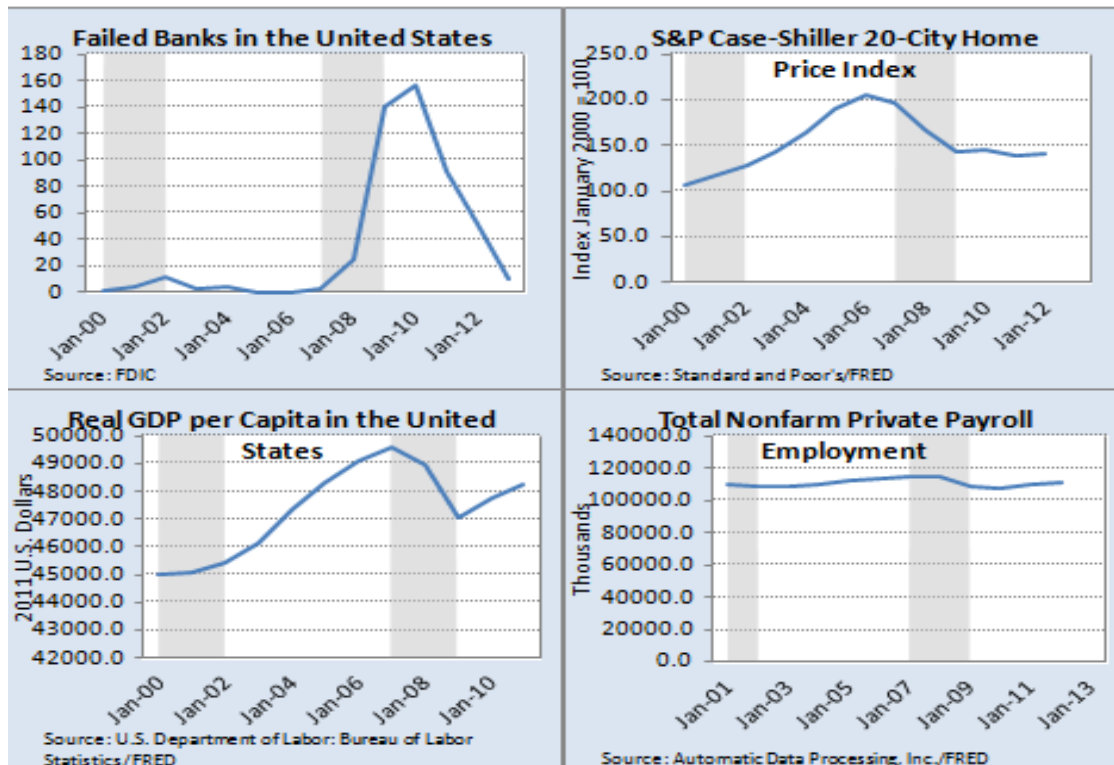 Failed Banks in the United States
180
160
140
120
100
80
60
40
20
0
Jan-00
Jan-02
Jan-04
Jan-06
Jan-08
Jan-10
Jan-12
Source: FDIC
S&P Case-Shiller 20-City Home
Price Index
Index January 2000 = 100
250.0
200.0
150.0
100.0
50.0
0.0
Jan-00
Jan-02
Jan-04
Jan-06
Jan-08
Jan-10
Jan-12
Source: Standard and Poor's/FRED
Real GDP per Capita in the United
States
2011 U.S. Dollars
50000.0
49000.0
48000.0
47000.0
46000.0
45000.0
44000.0
43000.0
42000.0
Jan-00
Jan-02
Jan-04
Jan-06
Jan-08
Jan-10
Source: U.S. Department of Labor: Bureau of Labor
Statistics/FRED
Total Nonfarm Private Payroll
Employment
Thousands
140000.0
120000.0
100000.0
80000.0
60000.0
40000.0
20000.0
0.0
Jan-01
Jan-03
Jan-05
Jan-07
Jan-09
Jan-11
Jan-13
Source: Automatic Data Processing, Inc./FRED